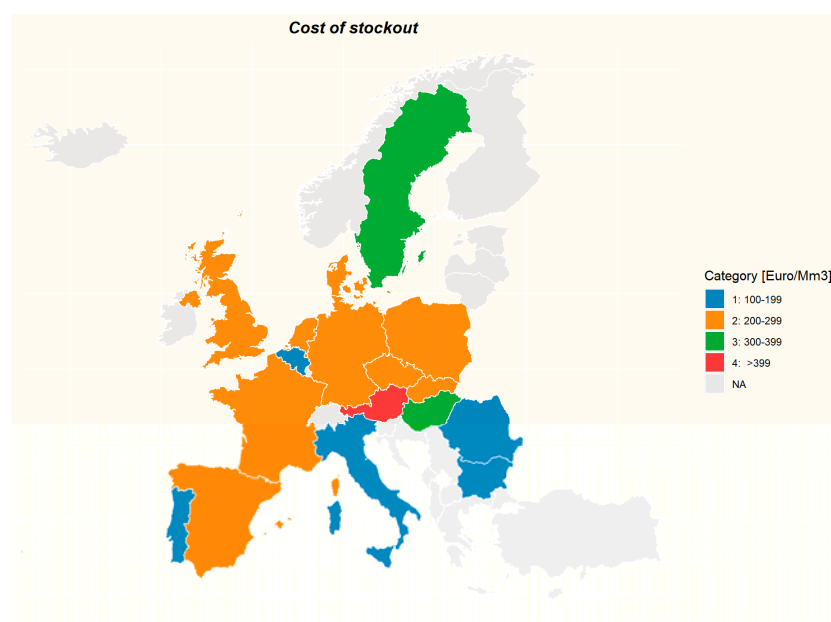 Cost of stockout
Category [Euro/Mm3]
1: 100-199
2: 200-299
3: 300-399
4: >399
NA